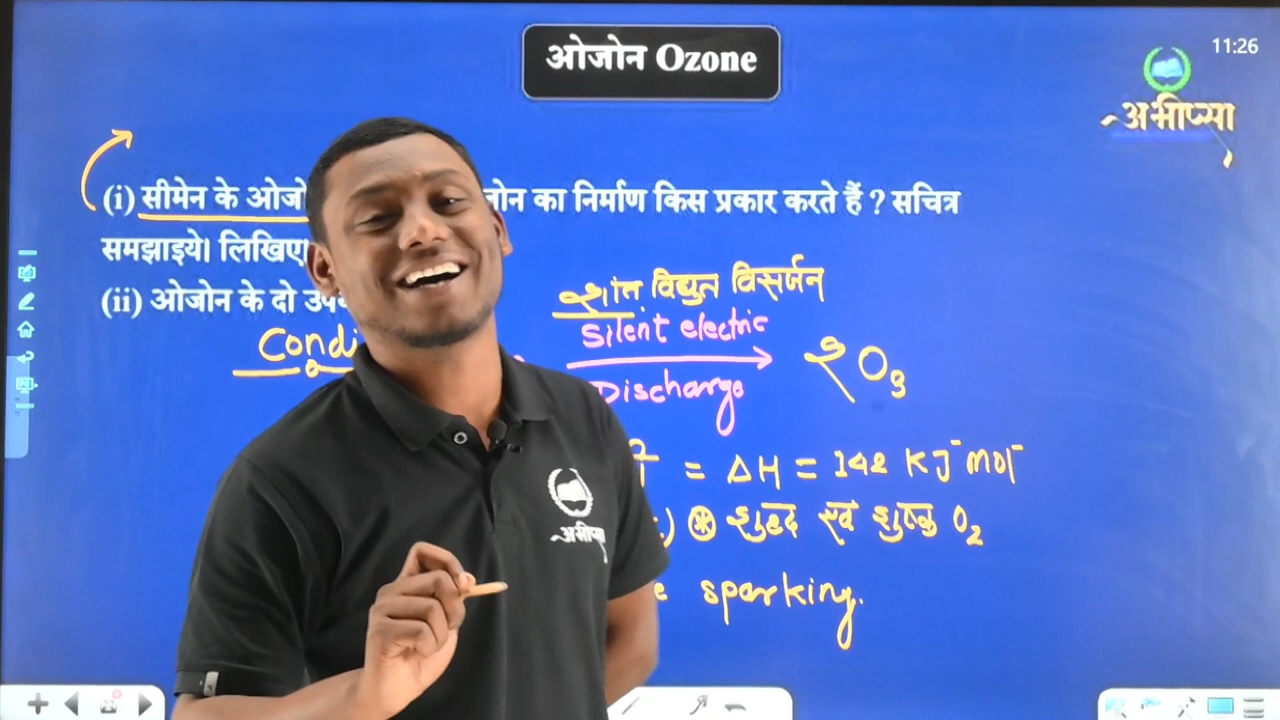 ओजोन Ozone
11:26
अभीप्सा
(i) सीमेन के ओजो जोन का निर्माण किस प्रकार करते हैं ? सचित्र
समझाइये। लिखिए।
(ii) ओजोन के दो उप
शांत विद्युत विसर्जन
Condi
Silent electric
Discharge
2O₃
= ΔH = 142 KJ⁻mol⁻
शुद्ध एवं शुष्क O₂
sparking.
अभीप्सा